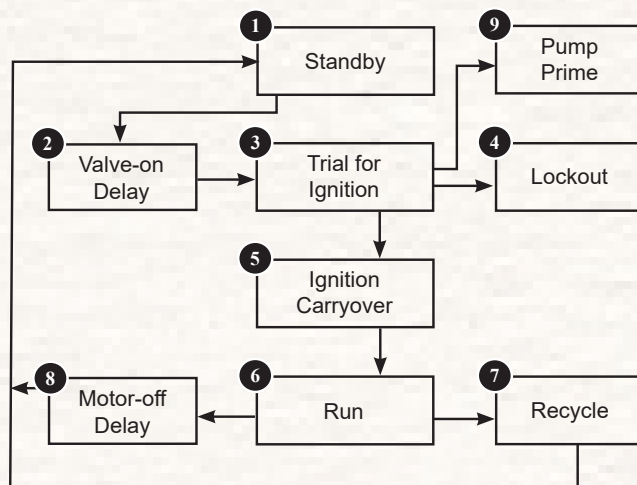 1
Standby
2
Valve-on
Delay
3
Trial for
Ignition
4
Lockout
5
Ignition
Carryover
6
Run
7
Recycle
8
Motor-off
Delay
9
Pump
Prime